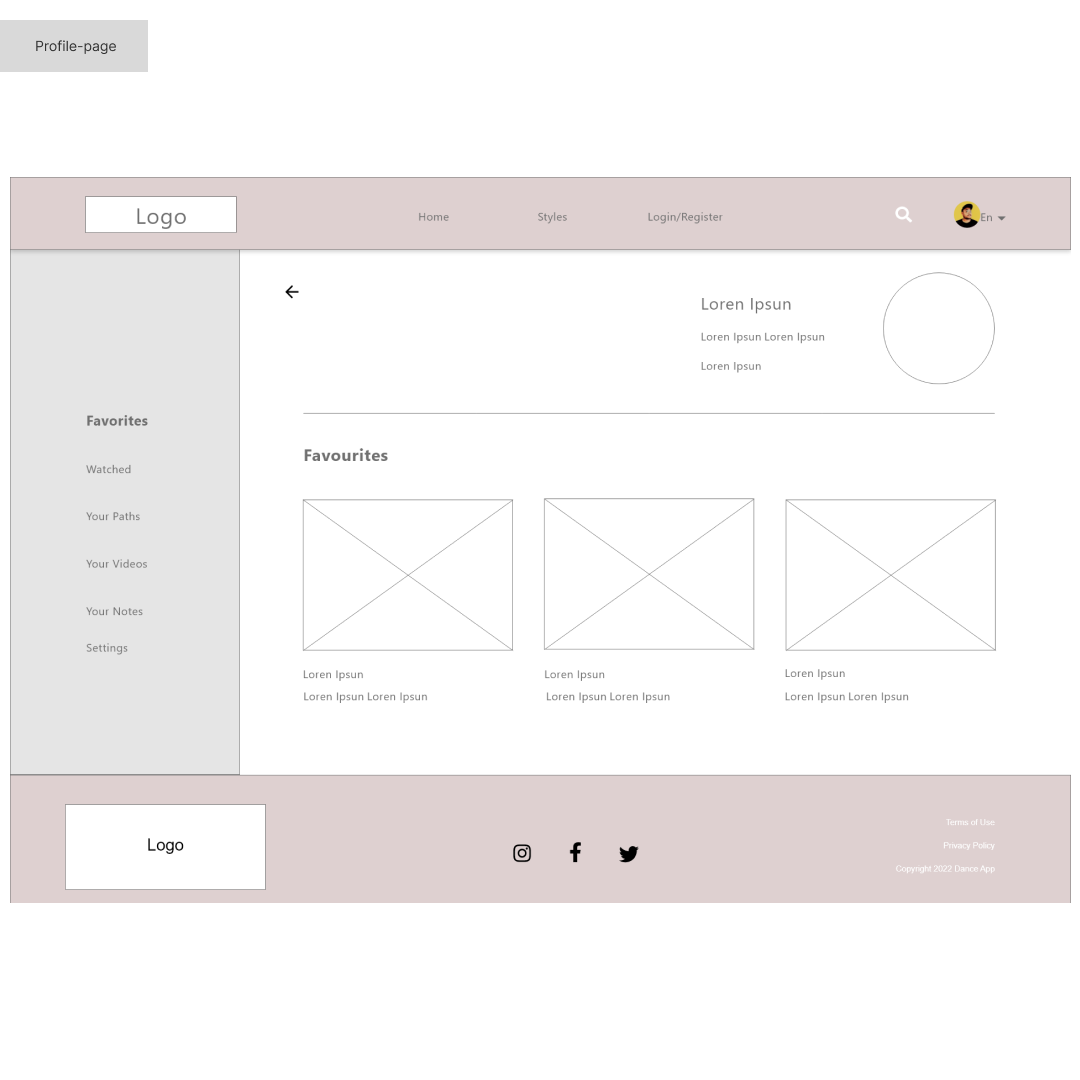 Profile-page
Logo
Home
Styles
Login/Register
En
Loren Ipsun
Loren Ipsun Loren Ipsun
Loren Ipsun
Favorites
Watched
Your Paths
Your Videos
Your Notes
Settings
Favourites
Loren Ipsun
Loren Ipsun Loren Ipsun
Loren Ipsun
Loren Ipsun Loren Ipsun
Loren Ipsun
Loren Ipsun Loren Ipsun
Logo
Terms of Use
Privacy Policy
Copyright 2022 Dance App